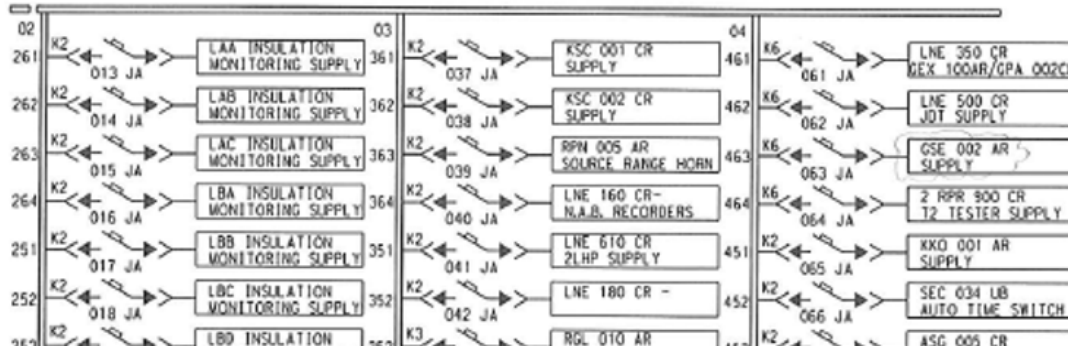 02
261 K2 013 JA LAA INSULATION
MONITORING SUPPLY
262 K2 014 JA LAB INSULATION
MONITORING SUPPLY
263 K2 015 JA LAC INSULATION
MONITORING SUPPLY
264 K2 016 JA LBA INSULATION
MONITORING SUPPLY
251 K2 017 JA LBB INSULATION
MONITORING SUPPLY
252 K2 018 JA LBC INSULATION
MONITORING SUPPLY
K2 LBD INSULATION
03
361 K2 037 JA KSC 001 CR
SUPPLY
362 K2 038 JA KSC 002 CR
SUPPLY
363 K2 039 JA RPN 005 AR
SOURCE RANGE HORN
364 K2 040 JA LNE 160 CR-
N.A.B. RECORDERS
351 K2 041 JA LNE 610 CR
2LHP SUPPLY
352 K2 042 JA LNE 180 CR -
K3 RGL 010 AR
04
461 K6 061 JA LNE 350 CR
GEX 100AR/GPA 002C
462 K6 062 JA LNE 500 CR
JDT SUPPLY
463 K6 063 JA GSE 002 AR
SUPPLY
464 K6 064 JA 2 RPR 900 CR
T2 TESTER SUPPLY
451 K2 065 JA KKO 001 AR
SUPPLY
452 K2 066 JA SEC 034 UB
AUTO TIME SWITCH
K2 ASG 005 CR